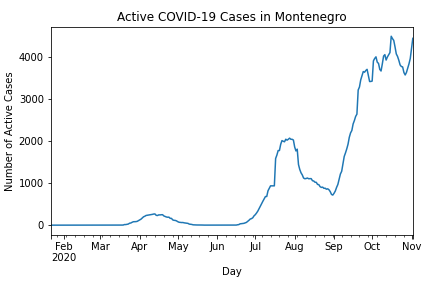 Active COVID-19 Cases in Montenegro
Number of Active Cases
4000
3000
2000
1000
0
Feb Mar Apr May Jun Jul Aug Sep Oct Nov
2020
Day